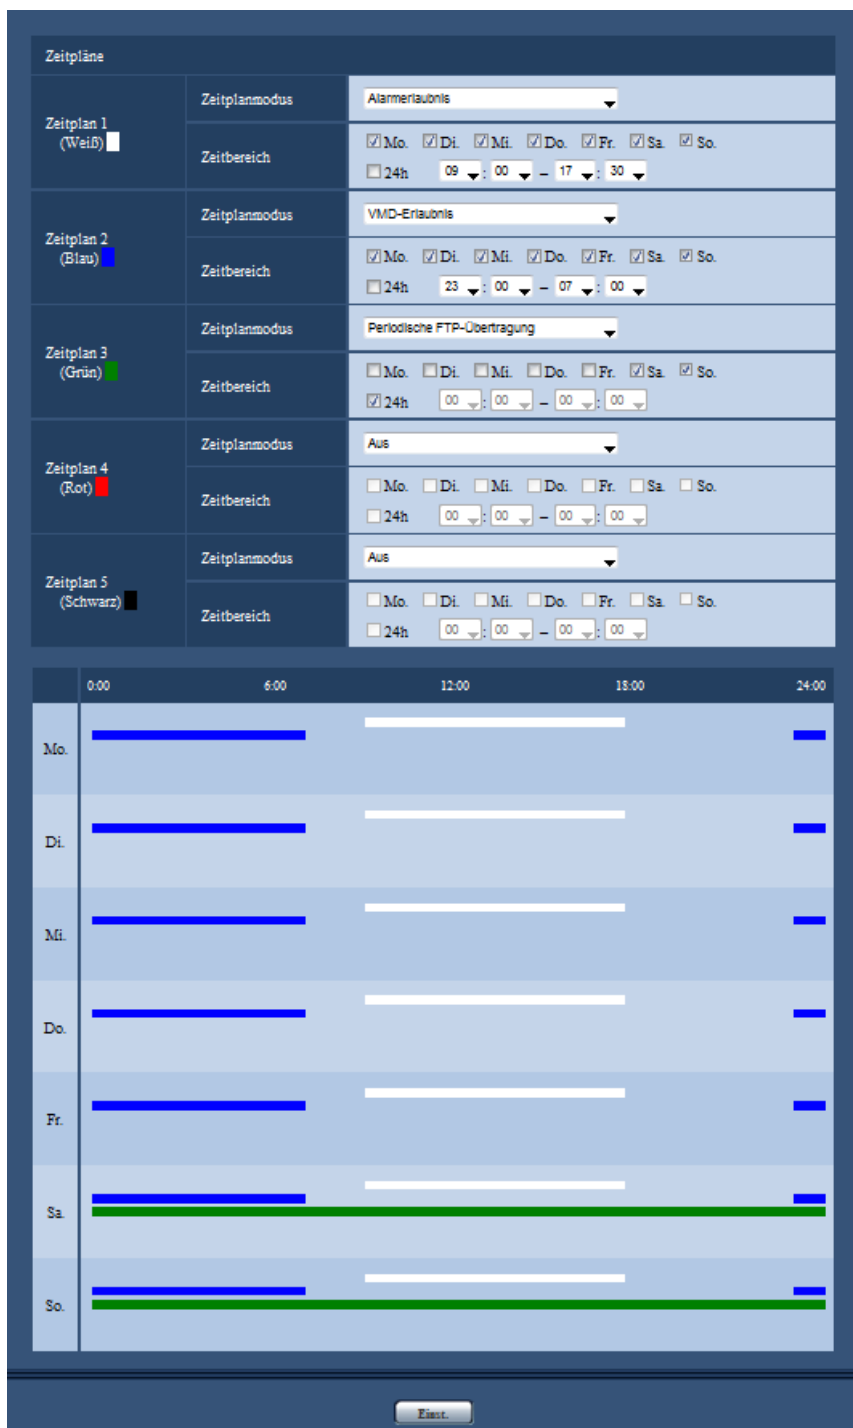 Zeitpläne
Zeitplan 1
(Weiß)
Zeitplanmodus
Alarmerlaubnis
Zeitbereich
Mo. Di. Mi. Do. Fr. Sa. So.
24h 09 : 00 – 17 : 30
Zeitplan 2
(Blau)
Zeitplanmodus
VMD-Erlaubnis
Zeitbereich
Mo. Di. Mi. Do. Fr. Sa. So.
24h 23 : 00 – 07 : 00
Zeitplan 3
(Grün)
Zeitplanmodus
Periodische FTP-Übertragung
Zeitbereich
Mo. Di. Mi. Do. Fr. Sa. So.
24h 00 : 00 – 00 : 00
Zeitplan 4
(Rot)
Zeitplanmodus
Aus
Zeitbereich
Mo. Di. Mi. Do. Fr. Sa. So.
24h 00 : 00 – 00 : 00
Zeitplan 5
(Schwarz)
Zeitplanmodus
Aus
Zeitbereich
Mo. Di. Mi. Do. Fr. Sa. So.
24h 00 : 00 – 00 : 00
0:00 6:00 12:00 18:00 24:00
Mo.
Di.
Mi.
Do.
Fr.
Sa.
So.
Einst.